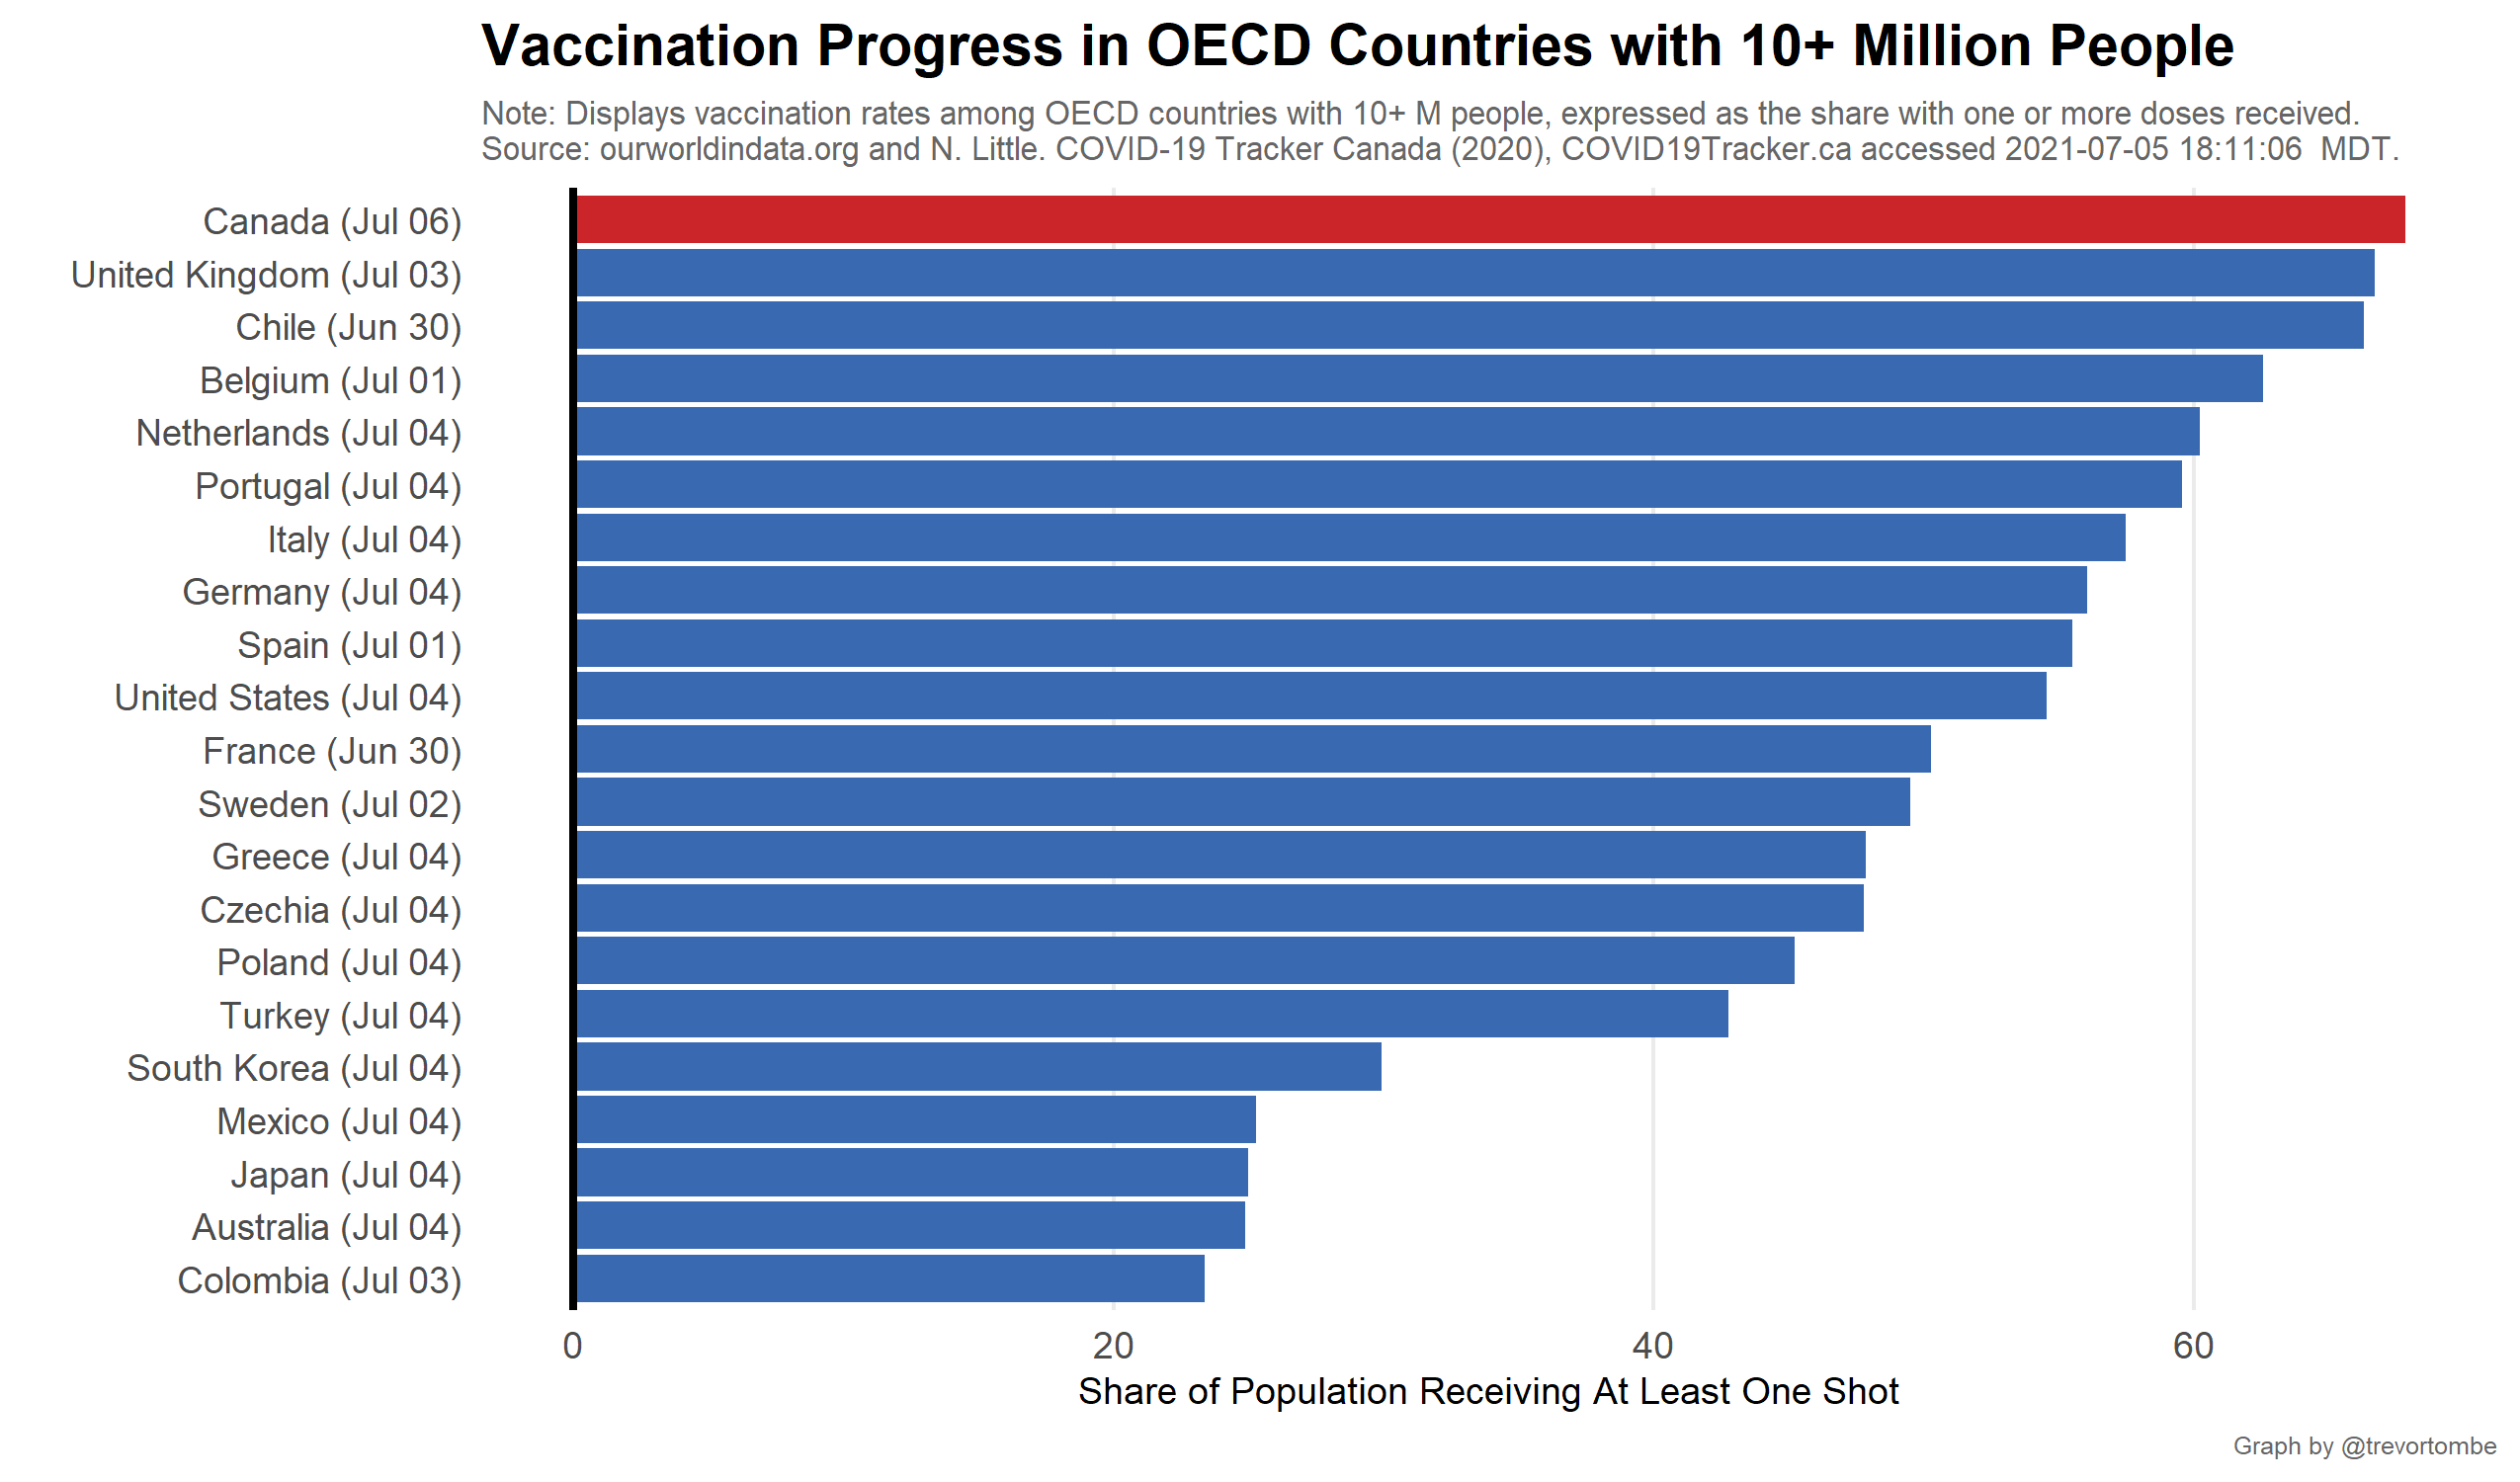 Vaccination Progress in OECD Countries with 10+ Million People
Note: Displays vaccination rates among OECD countries with 10+ M people, expressed as the share with one or more doses received.
Source: ourworldindata.org and N. Little. COVID-19 Tracker Canada (2020), COVID19Tracker.ca accessed 2021-07-05 18:11:06  MDT.
Canada (Jul 06)
United Kingdom (Jul 03)
Chile (Jun 30)
Belgium (Jul 01)
Netherlands (Jul 04)
Portugal (Jul 04)
Italy (Jul 04)
Germany (Jul 04)
Spain (Jul 01)
United States (Jul 04)
France (Jun 30)
Sweden (Jul 02)
Greece (Jul 04)
Czechia (Jul 04)
Poland (Jul 04)
Turkey (Jul 04)
South Korea (Jul 04)
Mexico (Jul 04)
Japan (Jul 04)
Australia (Jul 04)
Colombia (Jul 03)
0 20 40 60
Share of Population Receiving At Least One Shot
Graph by @trevortombe